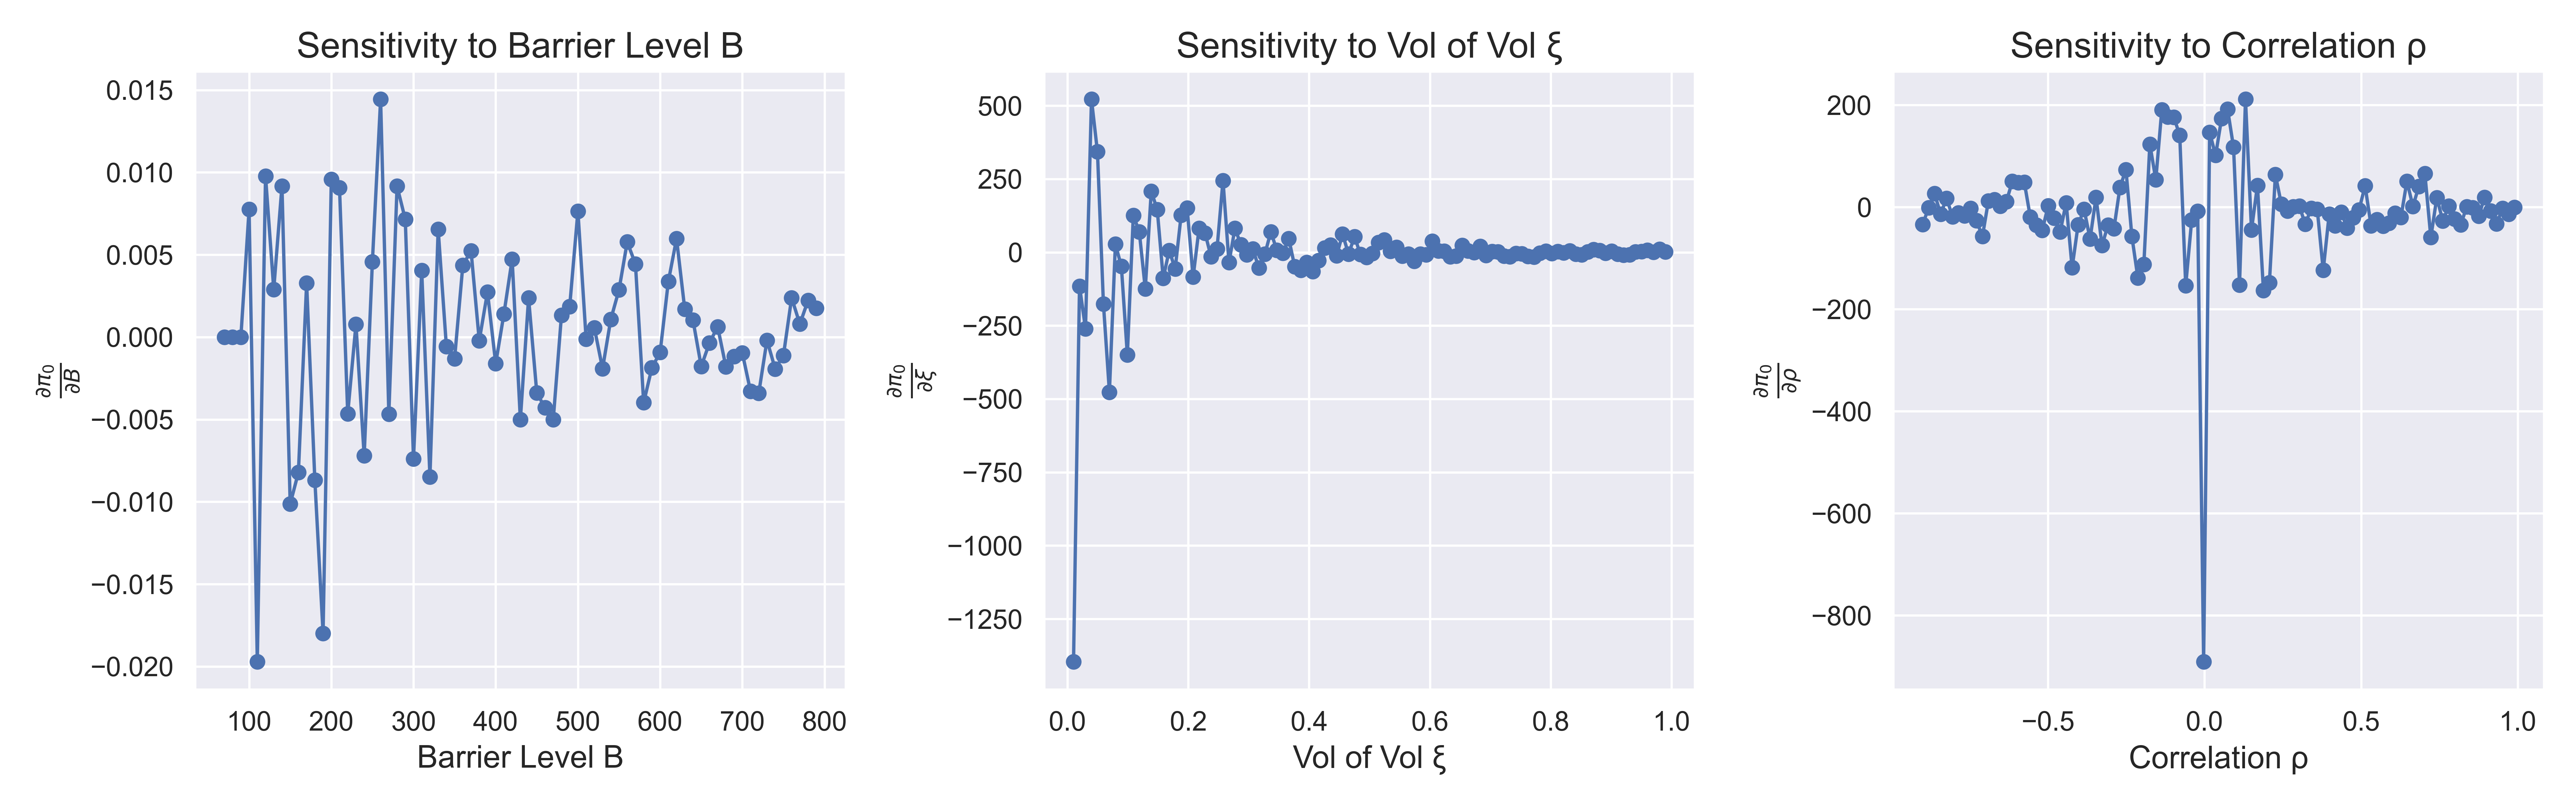 Sensitivity to Barrier Level B
0.015
0.010
0.005
0.000
−0.005
−0.010
−0.015
−0.020
∂π₀
∂B
100 200 300 400 500 600 700 800
Barrier Level B
Sensitivity to Vol of Vol ξ
500
250
0
−250
−500
−750
−1000
−1250
∂π₀
∂ξ
0.0 0.2 0.4 0.6 0.8 1.0
Vol of Vol ξ
Sensitivity to Correlation ρ
200
0
−200
−400
−600
−800
∂π₀
∂ρ
−0.5 0.0 0.5 1.0
Correlation ρ